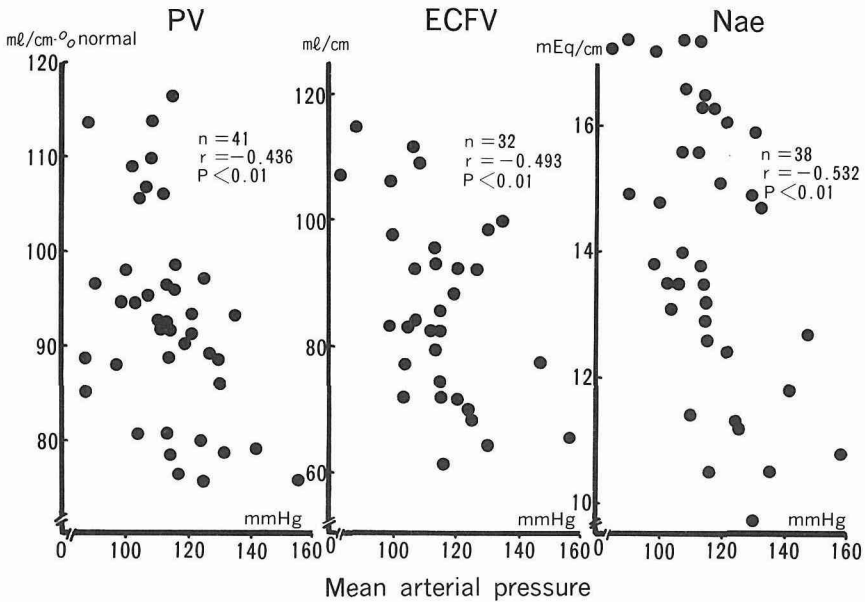 PV
mℓ/cm·% normal
120
110
100
90
80
0
100
120
140
160
mmHg
n = 41
r = −0.436
P < 0.01
ECFV
mℓ/cm
120
100
80
60
0
100
120
140
160
mmHg
n = 32
r = −0.493
P < 0.01
Nae
mEq/cm
16
14
12
10
0
100
120
140
160
mmHg
n = 38
r = −0.532
P < 0.01
Mean arterial pressure